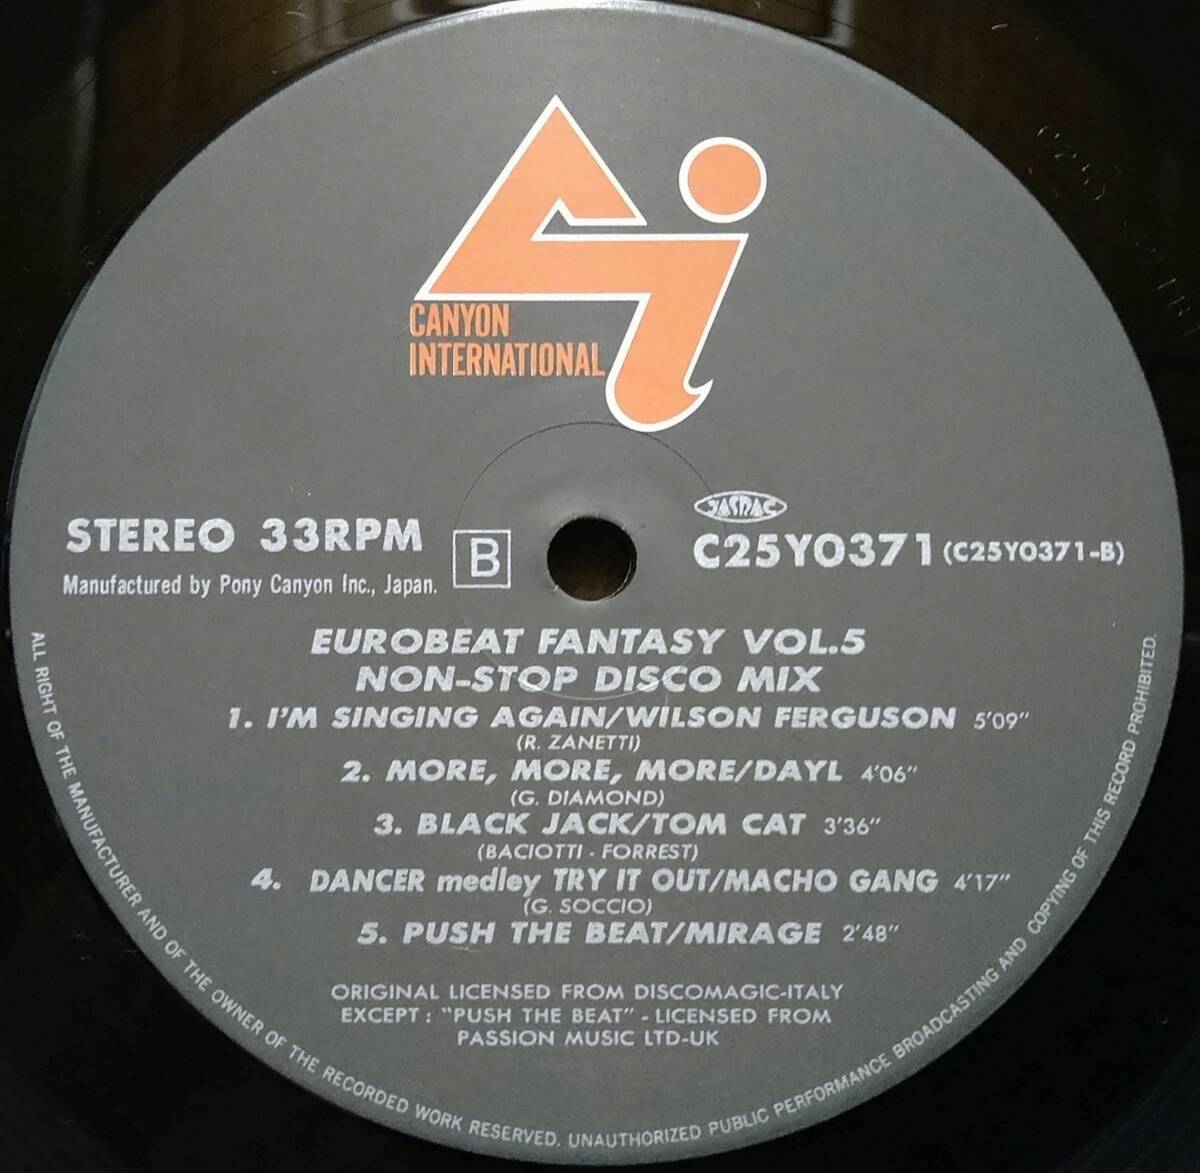 CANYON
INTERNATIONAL
JASRAC
STEREO 33RPM
B
C25Y0371 (C25Y0371-B)
Manufactured by Pony Canyon Inc., Japan.
EUROBEAT FANTASY VOL.5
NON-STOP DISCO MIX
1. I'M SINGING AGAIN/WILSON FERGUSON 5'09"
(R. ZANETTI)
2. MORE, MORE, MORE/DAYL 4'06"
(G. DIAMOND)
3. BLACK JACK/TOM CAT 3'36"
(BACIOTTI - FORREST)
4. DANCER medley TRY IT OUT/MACHO GANG 4'17"
(G. SOCCIO)
5. PUSH THE BEAT/MIRAGE 2'48"
ORIGINAL LICENSED FROM DISCOMAGIC-ITALY
EXCEPT : "PUSH THE BEAT" - LICENSED FROM
PASSION MUSIC LTD-UK
ALL RIGHT OF THE MANUFACTURER AND OF THE OWNER OF THE RECORDED WORK RESERVED. UNAUTHORIZED PUBLIC PERFORMANCE BROADCASTING AND COPYING OF THIS RECORD PROHIBITED.